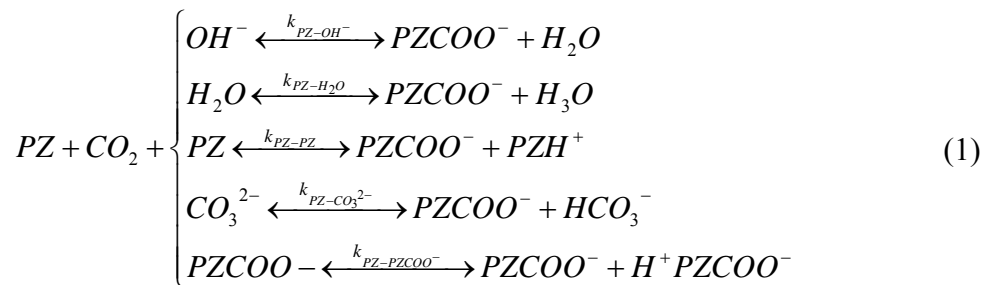 OH⁻ ⟷ k_{PZ-OH⁻} PZCOO⁻ + H₂O
H₂O ⟷ k_{PZ-H₂O} PZCOO⁻ + H₃O
PZ + CO₂ + { PZ ⟷ k_{PZ-PZ} PZCOO⁻ + PZH⁺ (1)
CO₃²⁻ ⟷ k_{PZ-CO₃²⁻} PZCOO⁻ + HCO₃⁻
PZCOO − ⟷ k_{PZ-PZCOO⁻} PZCOO⁻ + H⁺PZCOO⁻